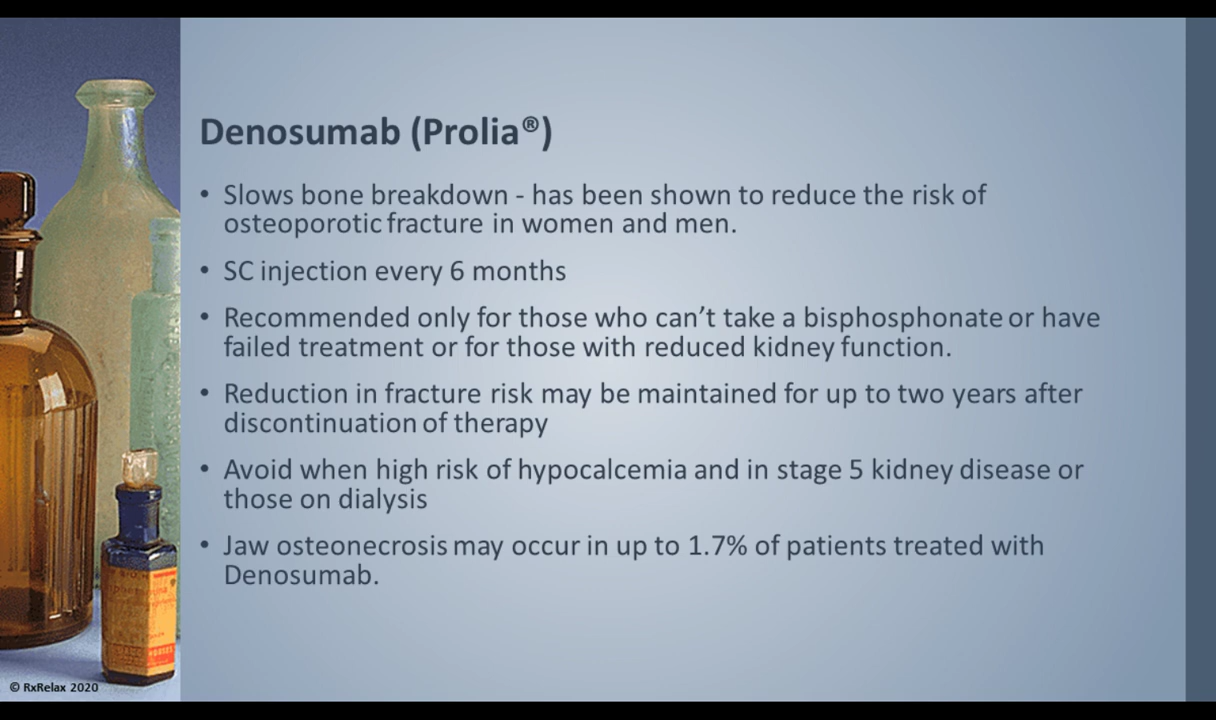 Denosumab (Prolia®)
• Slows bone breakdown - has been shown to reduce the risk of
osteoporotic fracture in women and men.
• SC injection every 6 months
• Recommended only for those who can’t take a bisphosphonate or have
failed treatment or for those with reduced kidney function.
• Reduction in fracture risk may be maintained for up to two years after
discontinuation of therapy
• Avoid when high risk of hypocalcemia and in stage 5 kidney disease or
those on dialysis
• Jaw osteonecrosis may occur in up to 1.7% of patients treated with
Denosumab.
© RxRelax 2020